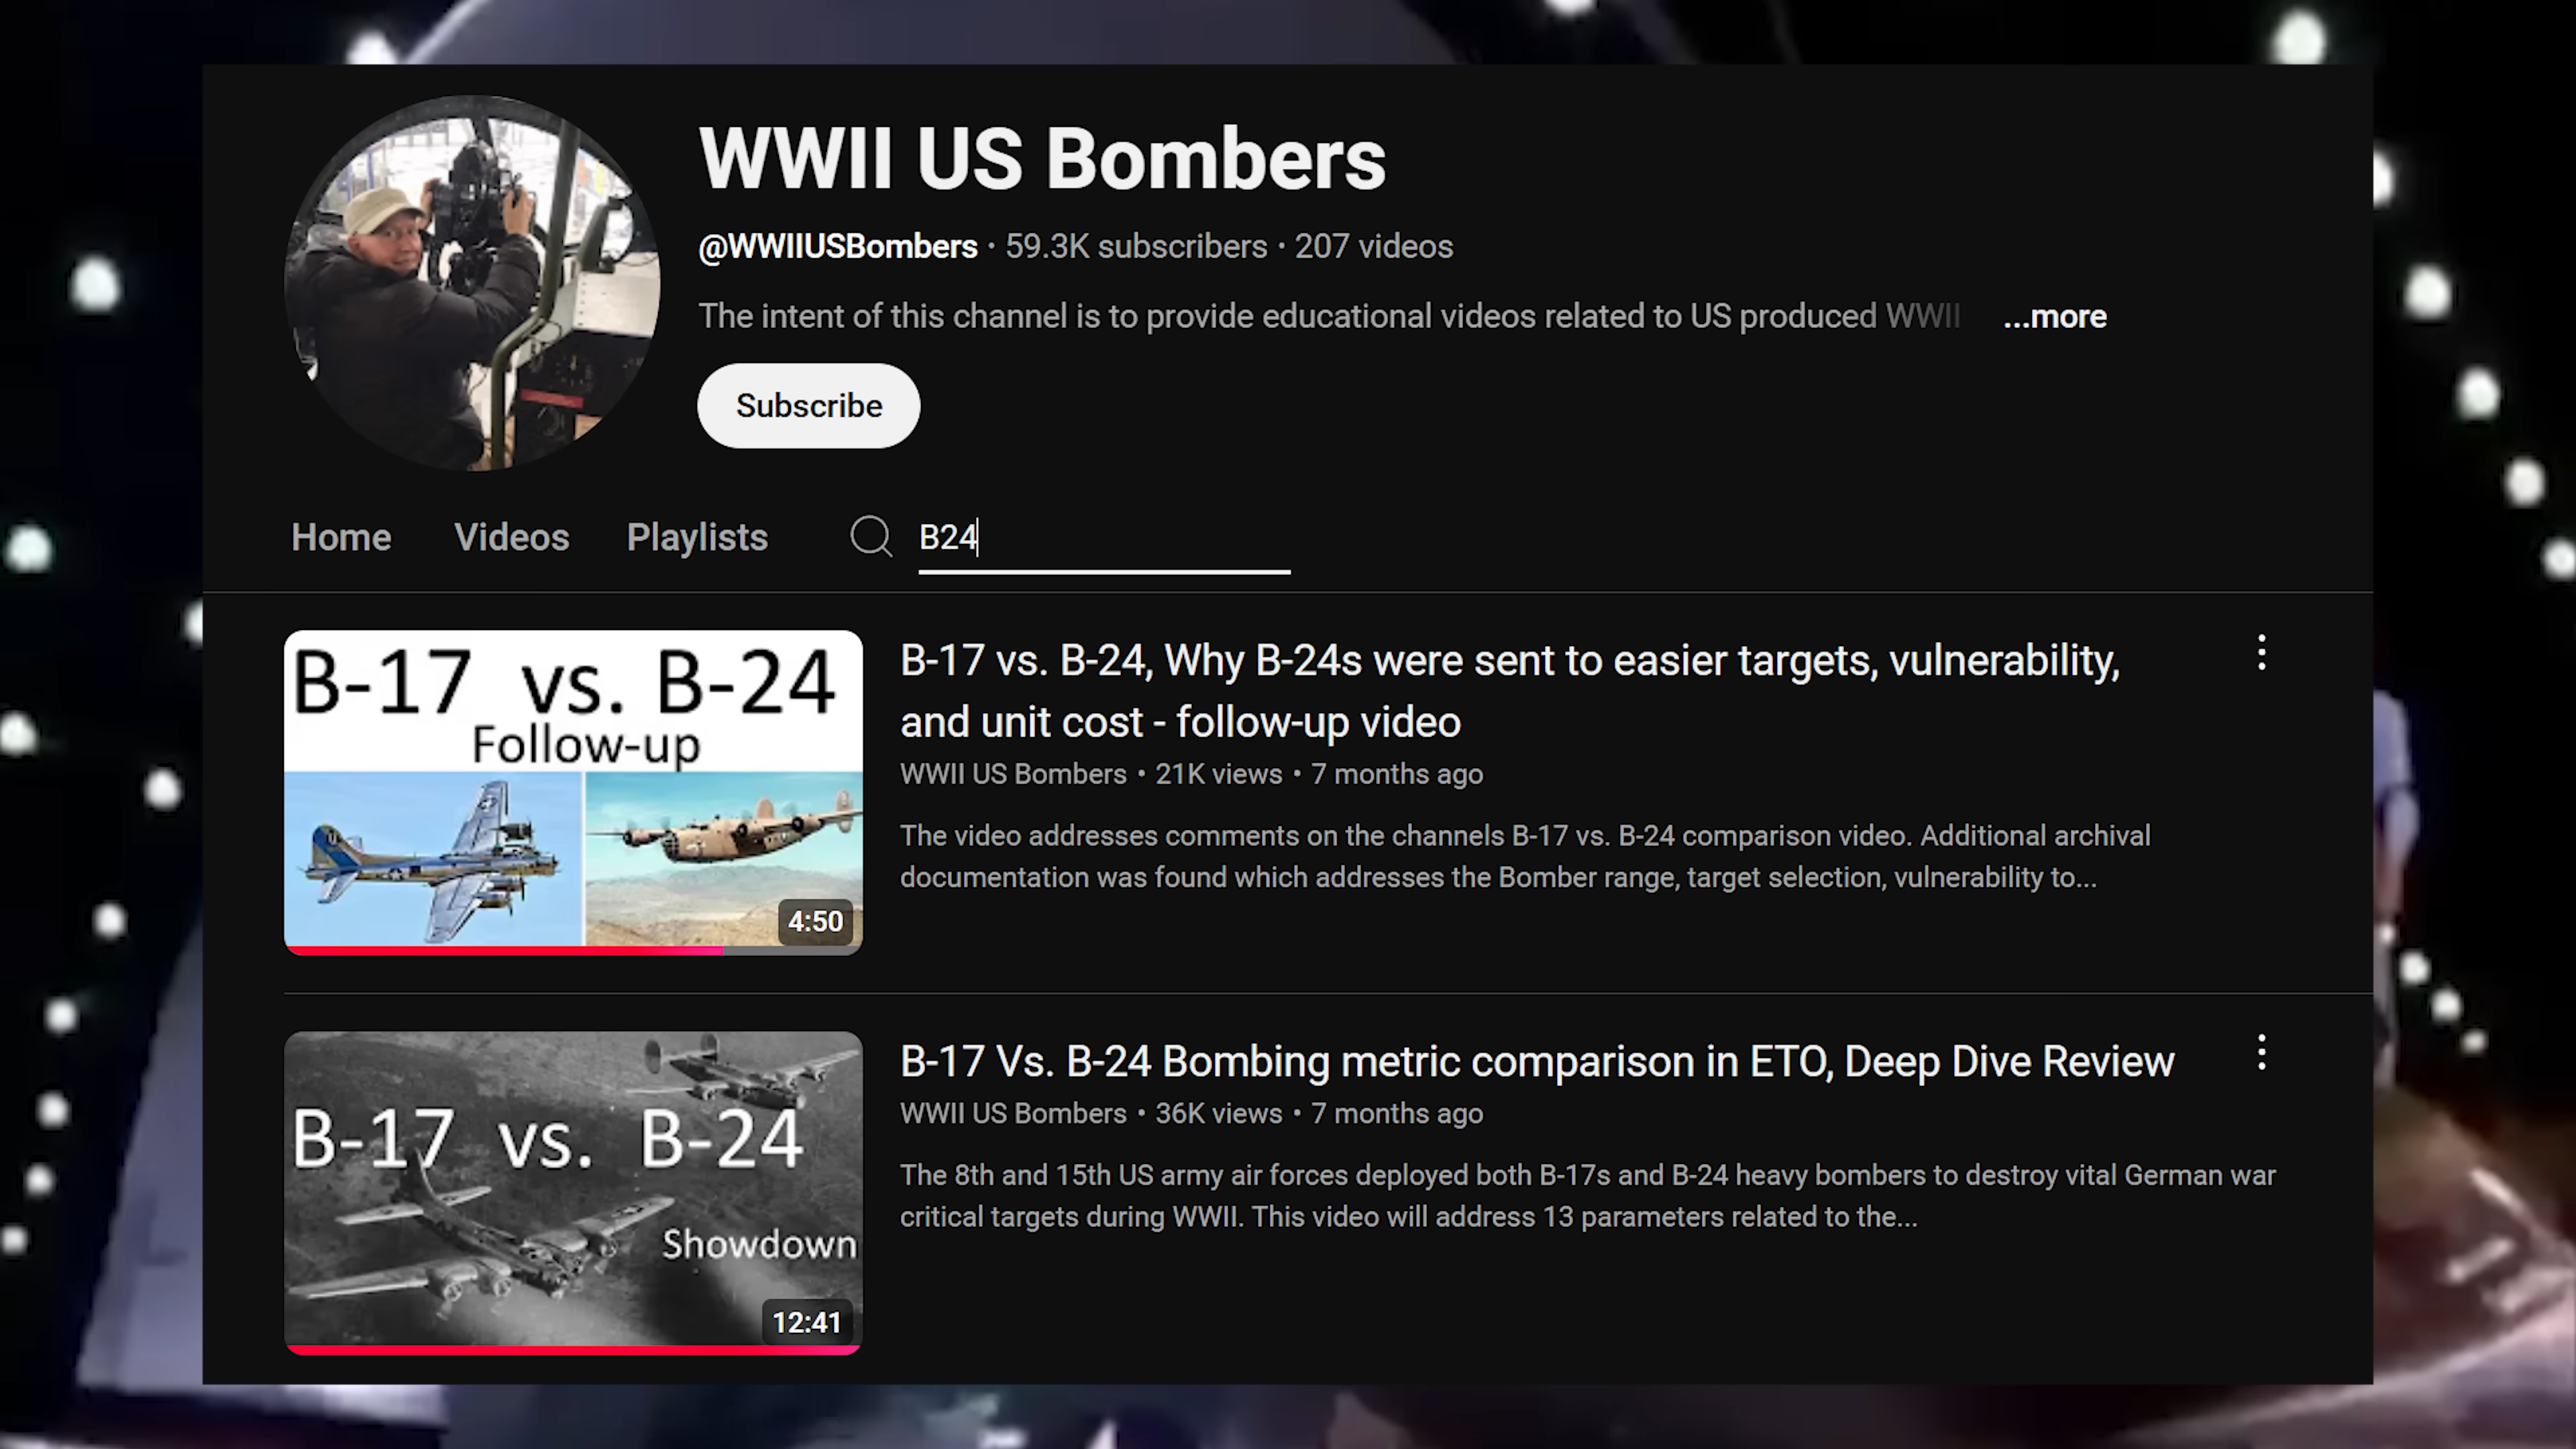 WWII US Bombers
@WWIIUSBombers • 59.3K subscribers • 207 videos
The intent of this channel is to provide educational videos related to US produced WWII ...more
Subscribe
Home Videos Playlists B24
B-17 vs. B-24
Follow-up
4:50
B-17 vs. B-24, Why B-24s were sent to easier targets, vulnerability,
and unit cost - follow-up video
WWII US Bombers • 21K views • 7 months ago
The video addresses comments on the channels B-17 vs. B-24 comparison video. Additional archival
documentation was found which addresses the Bomber range, target selection, vulnerability to...
B-17 vs. B-24
Showdown
12:41
B-17 Vs. B-24 Bombing metric comparison in ETO, Deep Dive Review
WWII US Bombers • 36K views • 7 months ago
The 8th and 15th US army air forces deployed both B-17s and B-24 heavy bombers to destroy vital German war
critical targets during WWII. This video will address 13 parameters related to the...